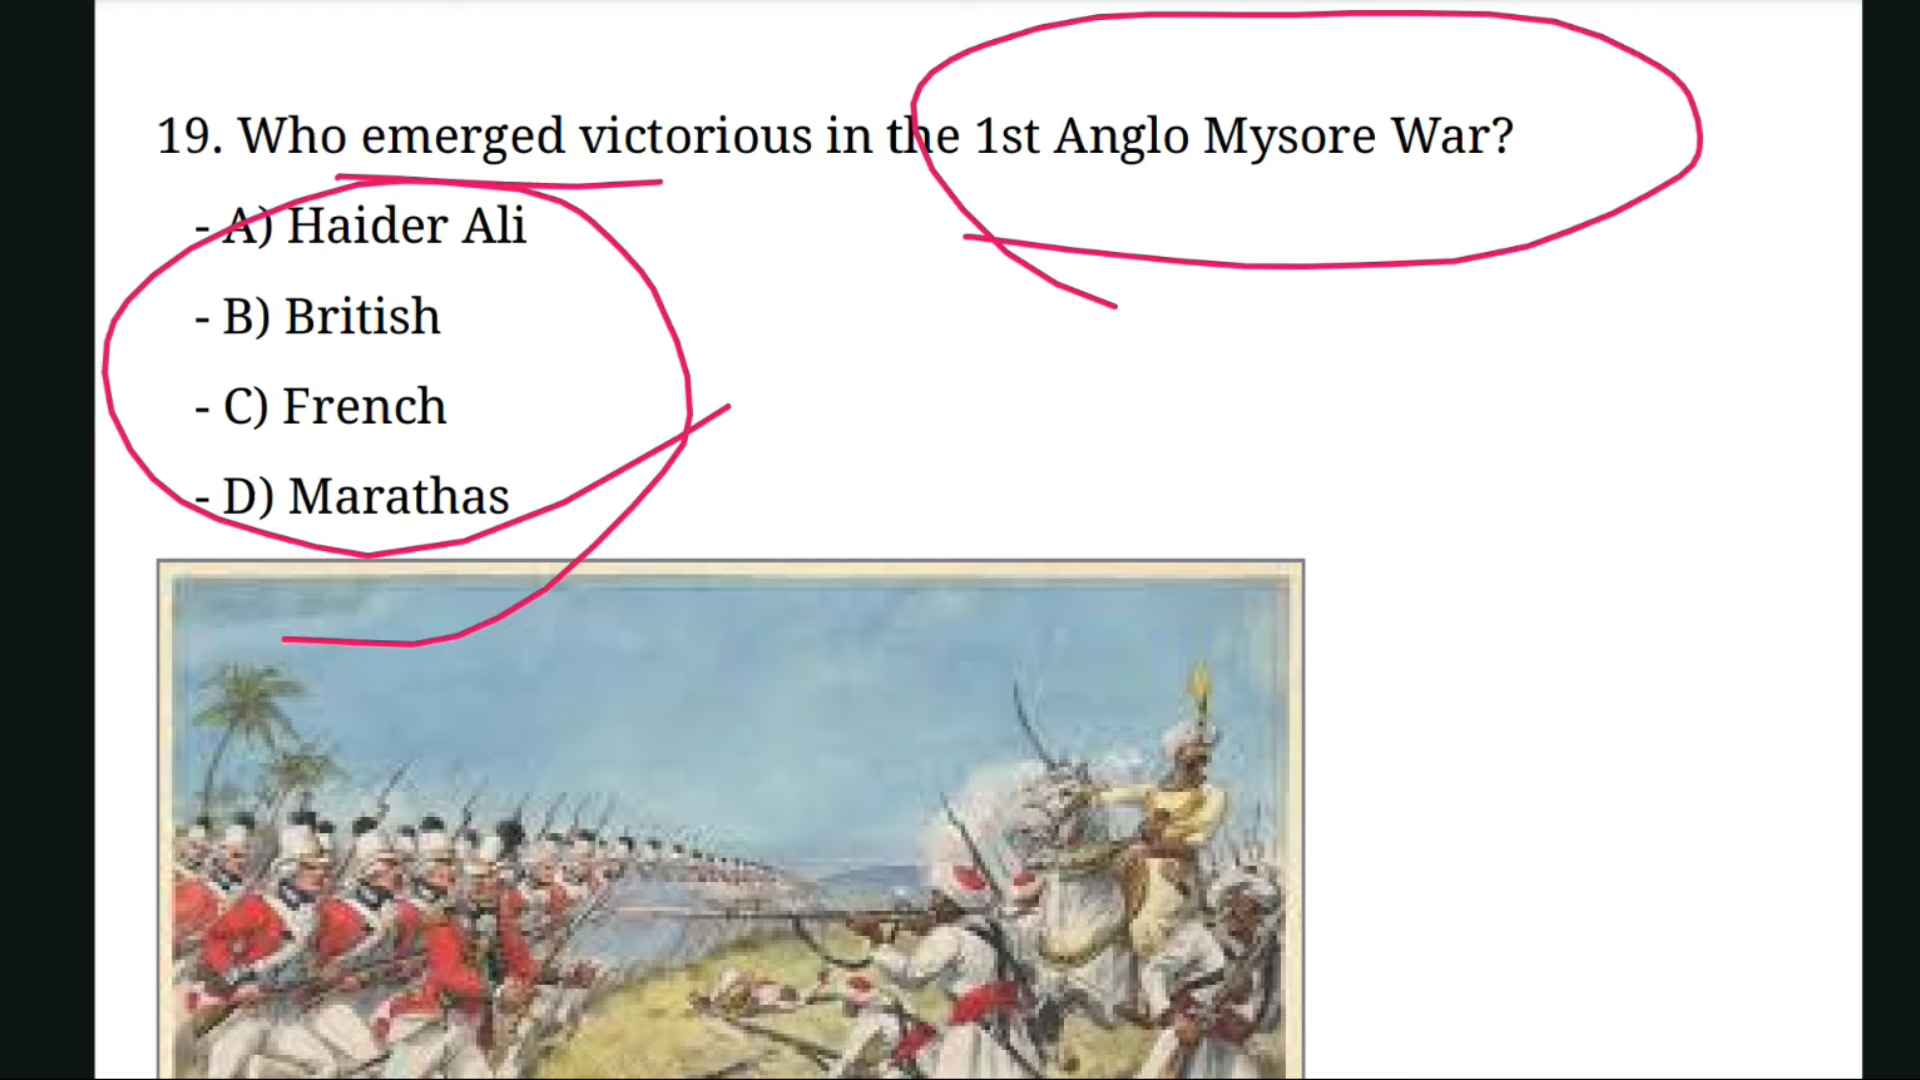 19. Who emerged victorious in the 1st Anglo Mysore War?
- A) Haider Ali
- B) British
- C) French
- D) Marathas